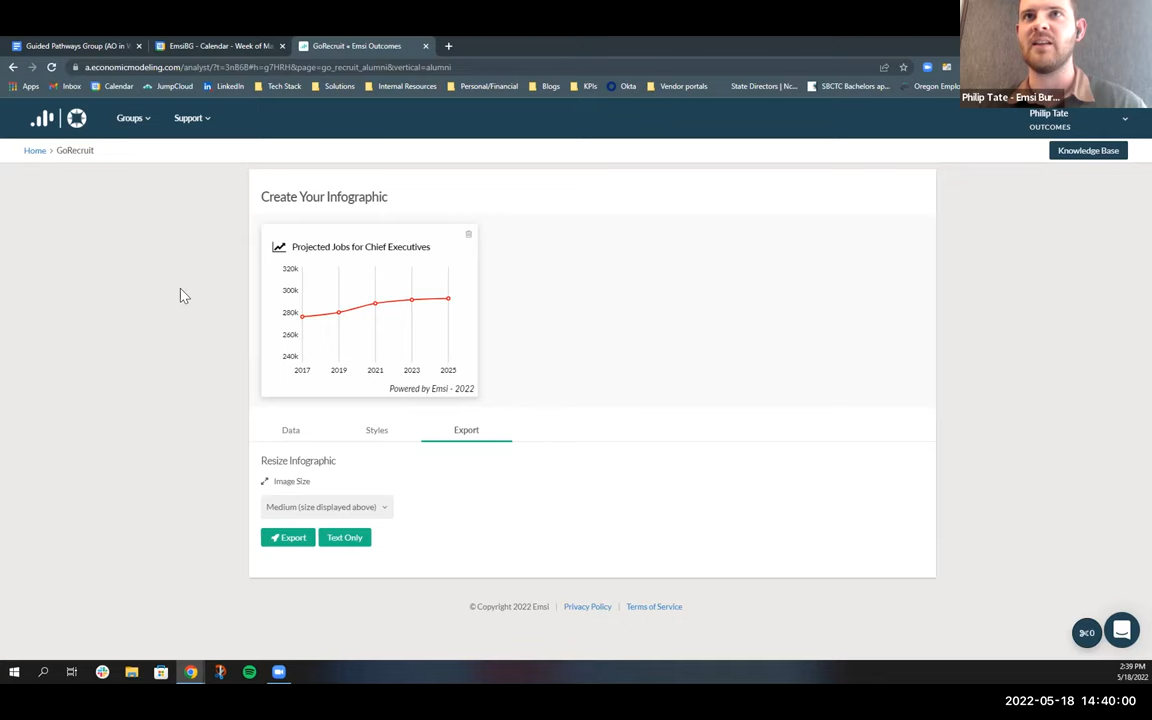 Guided Pathways Group (AO in W
EmsiBG - Calendar - Week of Ma
GoRecruit • Emsi Outcomes
a.economicmodeling.com/analyst/?t=3nB6B#h=g7HRH&page=go_recruit_alumni&vertical=alumni
Apps Inbox Calendar JumpCloud LinkedIn Tech Stack Solutions Internal Resources Personal/Financial Blogs KPIs Okta Vendor portals State Directors | Nc... SBCTC Bachelors ap... Oregon Employ
Philip Tate - Emsi Bur...
Groups Support
Philip Tate
OUTCOMES
Home › GoRecruit
Knowledge Base
Create Your Infographic
Projected Jobs for Chief Executives
320k
300k
280k
260k
240k
2017 2019 2021 2023 2025
Powered by Emsi - 2022
Data Styles Export
Resize Infographic
Image Size
Medium (size displayed above)
Export Text Only
© Copyright 2022 Emsi | Privacy Policy | Terms of Service
2:39 PM
5/18/2022
2022-05-18 14:40:00